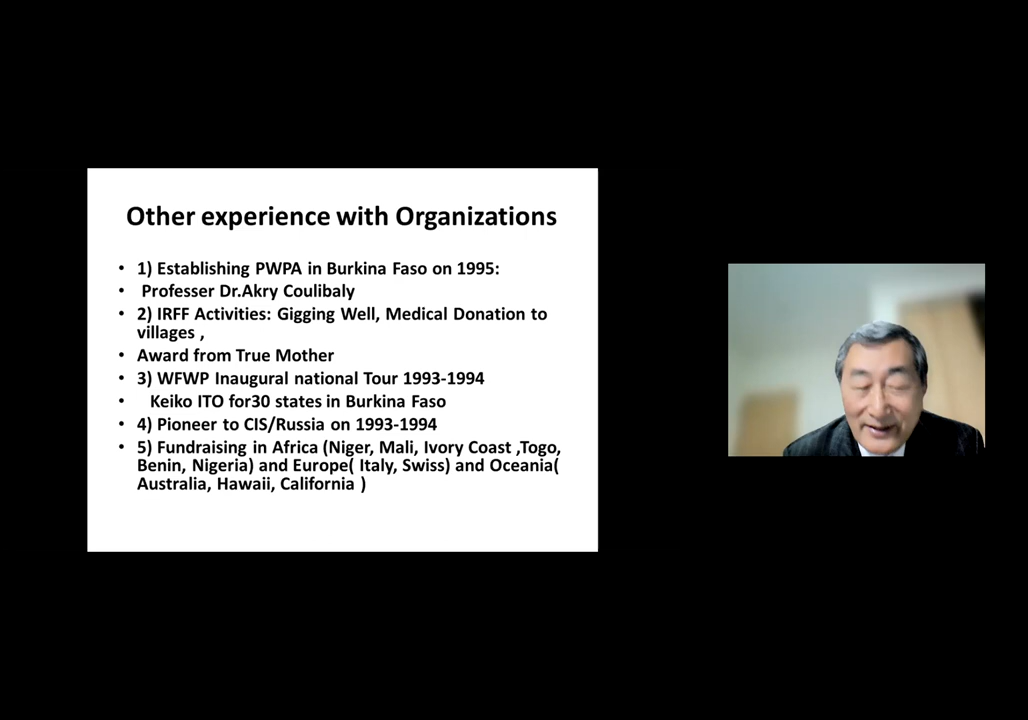 Other experience with Organizations
• 1) Establishing PWPA in Burkina Faso on 1995:
• Professer Dr.Akry Coulibaly
• 2) IRFF Activities: Gigging Well, Medical Donation to
villages ,
• Award from True Mother
• 3) WFWP Inaugural national Tour 1993-1994
• Keiko ITO for30 states in Burkina Faso
• 4) Pioneer to CIS/Russia on 1993-1994
• 5) Fundraising in Africa (Niger, Mali, Ivory Coast ,Togo,
Benin, Nigeria) and Europe( Italy, Swiss) and Oceania(
Australia, Hawaii, California )